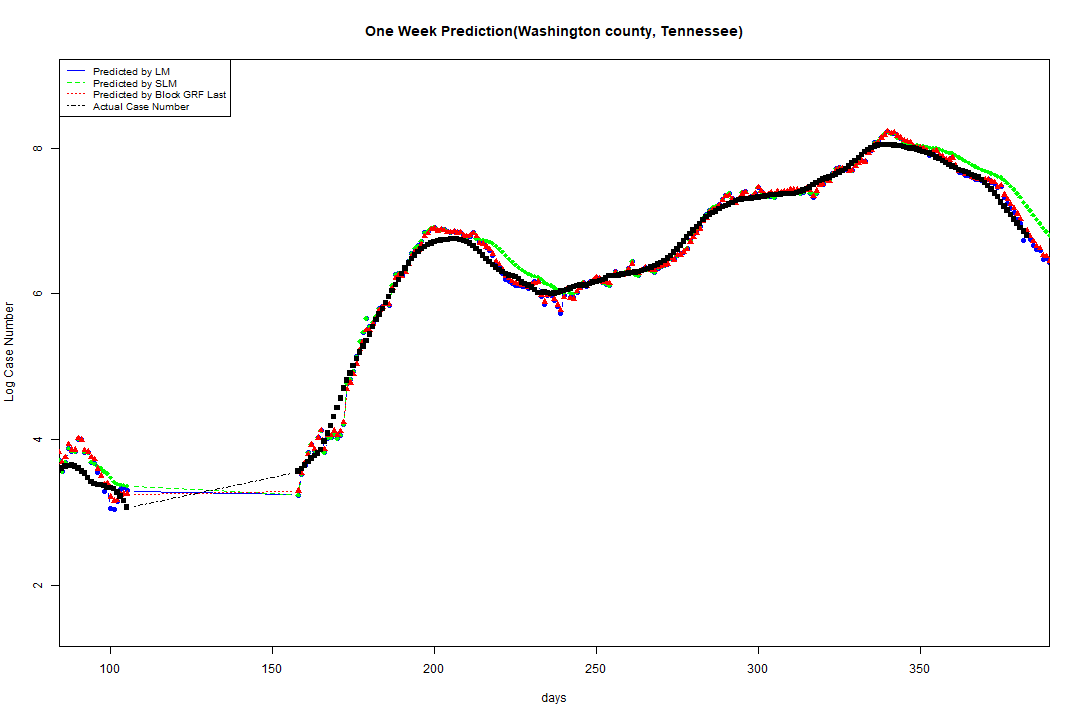 One Week Prediction(Washington county, Tennessee)
Predicted by LM
Predicted by SLM
Predicted by Block GRF Last
Actual Case Number
Log Case Number
8
6
4
2
100 150 200 250 300 350
days